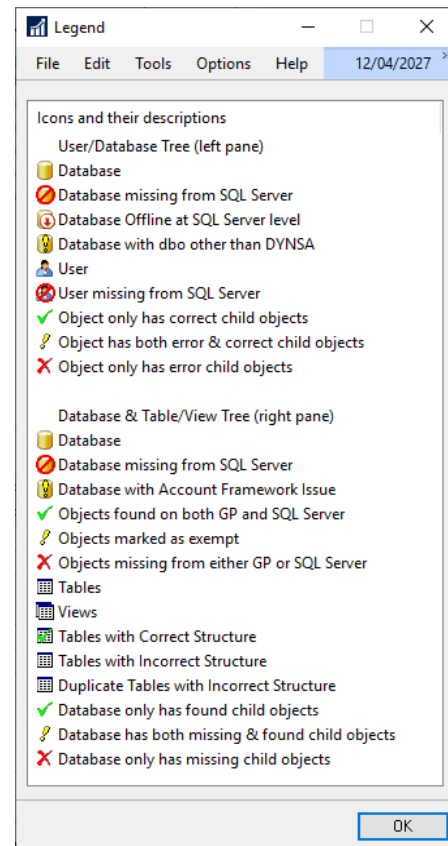 Legend
File Edit Tools Options Help 12/04/2027
Icons and their descriptions
User/Database Tree (left pane)
Database
Database missing from SQL Server
Database Offline at SQL Server level
Database with dbo other than DYNSA
User
User missing from SQL Server
Object only has correct child objects
Object has both error & correct child objects
Object only has error child objects
Database & Table/View Tree (right pane)
Database
Database missing from SQL Server
Database with Account Framework Issue
Objects found on both GP and SQL Server
Objects marked as exempt
Objects missing from either GP or SQL Server
Tables
Views
Tables with Correct Structure
Tables with Incorrect Structure
Duplicate Tables with Incorrect Structure
Database only has found child objects
Database has both missing & found child objects
Database only has missing child objects
OK